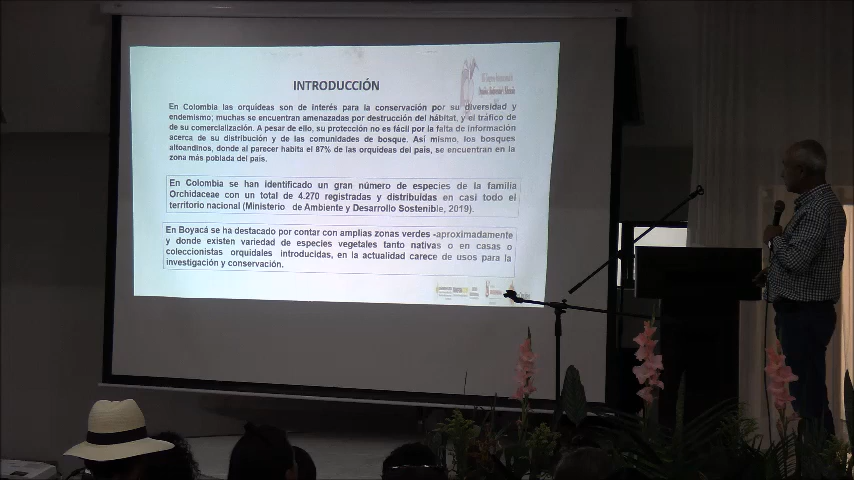 INTRODUCCIÓN
En Colombia las orquídeas son de interés para la conservación por su diversidad y
endemismo; muchas se encuentran amenazadas por destrucción del hábitat, y el tráfico de
de su comercialización. A pesar de ello, su protección no es fácil por la falta de información
acerca de su distribución y de las comunidades de bosque. Así mismo, los bosques
altoandinos, donde al parecer habita el 87% de las orquídeas del país, se encuentran en la
zona más poblada del país.
En Colombia se han identificado un gran número de especies de la familia
Orchidaceae con un total de 4.270 registradas y distribuidas en casi todo el
territorio nacional (Ministerio de Ambiente y Desarrollo Sostenible, 2019).
En Boyacá se ha destacado por contar con amplias zonas verdes -aproximadamente
y donde existen variedad de especies vegetales tanto nativas o en casas o
coleccionistas orquidales introducidas, en la actualidad carece de usos para la
investigación y conservación.